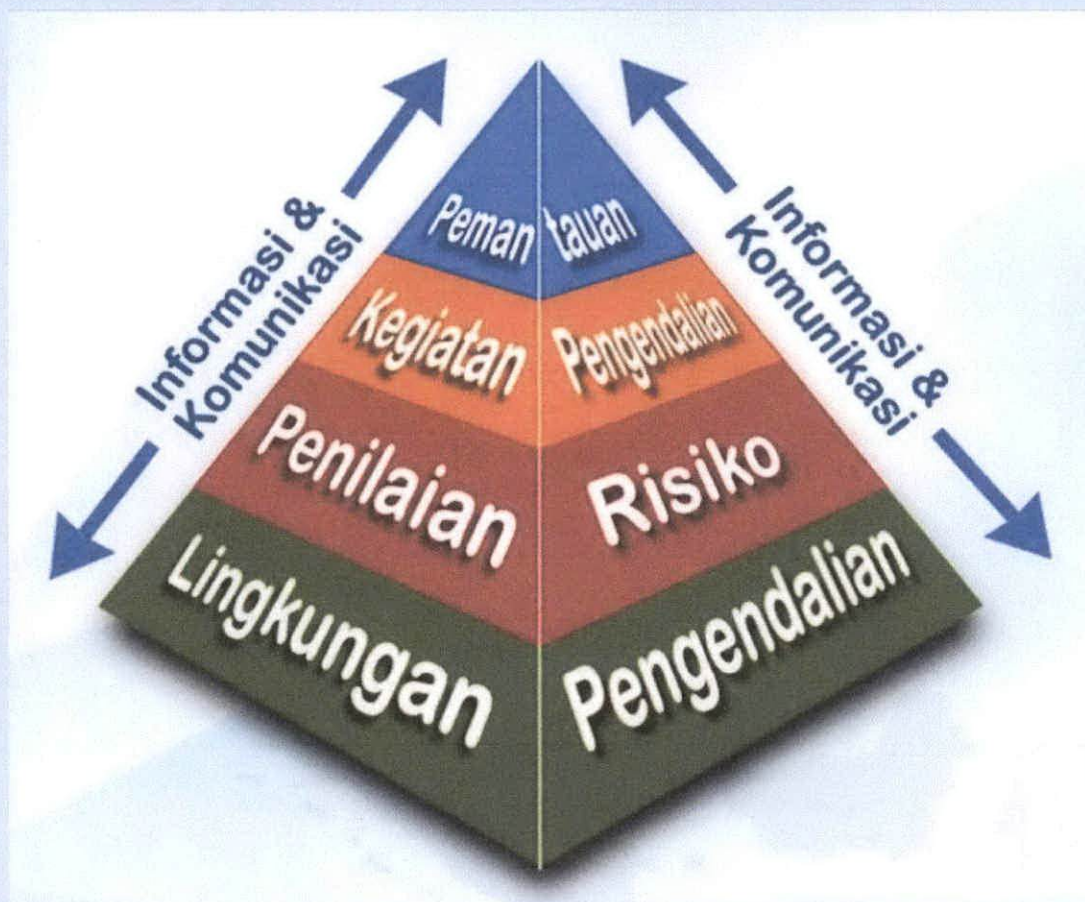 Informasi &
Komunikasi
Informasi &
Komunikasi
Peman tauan
Kegiatan Pengendalian
Penilaian Risiko
Lingkungan Pengendalian